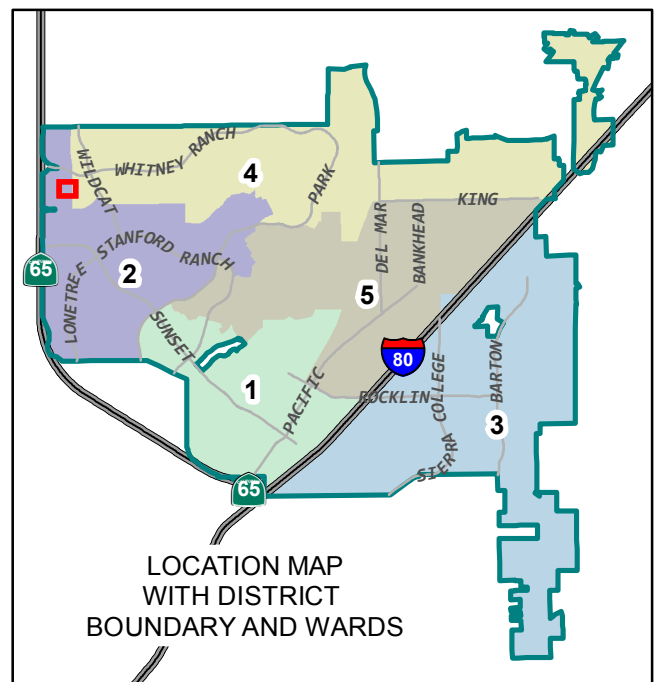 WHITNEY RANCH
WILDCAT
4
PARK
KING
DEL MAR
BANKHEAD
STANFORD RANCH
65
LONETREE
2
5
SUNSET
80
1
PACIFIC
ROCKLIN
COLLEGE
BARTON
3
SIERRA
65
LOCATION MAP
WITH DISTRICT
BOUNDARY AND WARDS